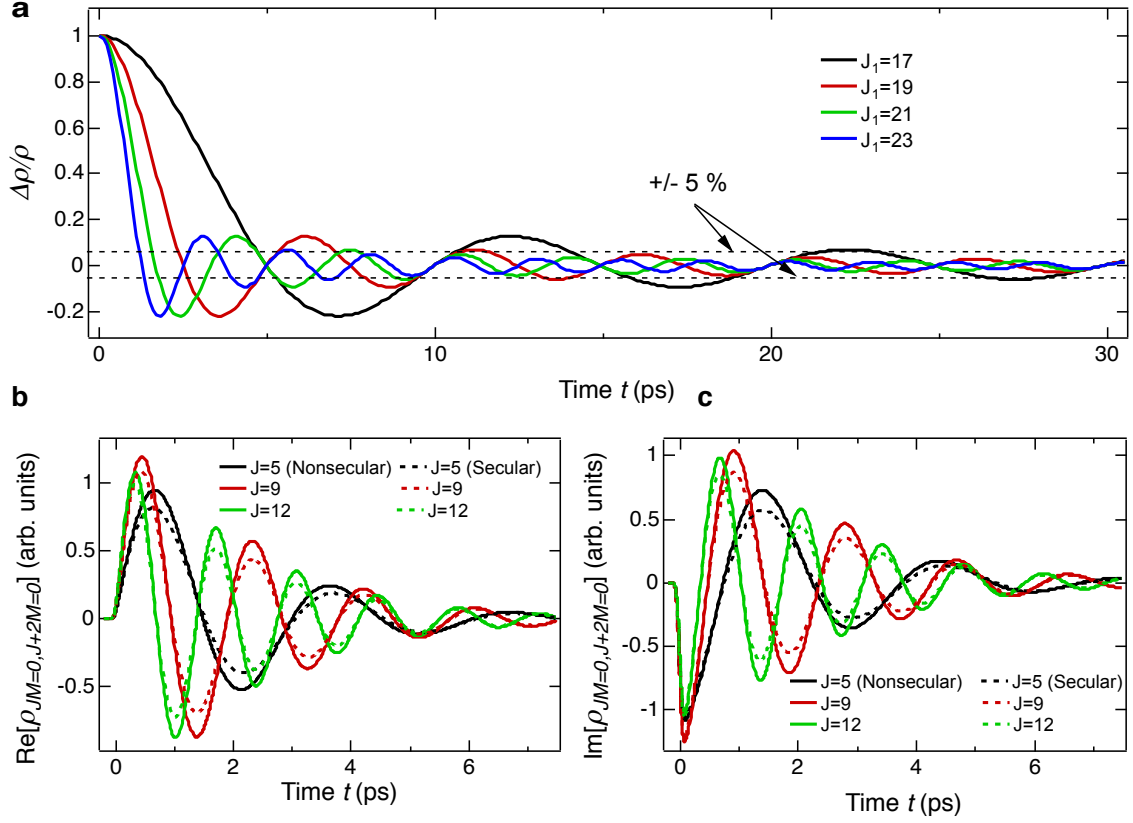 a
1
0.8
0.6
0.4
0.2
0
-0.2
Δρ/ρ
J₁=17
J₁=19
J₁=21
J₁=23
+/- 5 %
0
10
20
30
Time t (ps)
b
1
0.5
0
-0.5
Re[ρJM=0,J+2M=0] (arb. units)
J=5 (Nonsecular)
J=5 (Secular)
J=9
J=9
J=12
J=12
0
2
4
6
Time t (ps)
c
1
0.5
0
-0.5
-1
Im[ρJM=0,J+2M=0] (arb. units)
J=5 (Nonsecular)
J=5 (Secular)
J=9
J=9
J=12
J=12
0
2
4
6
Time t (ps)